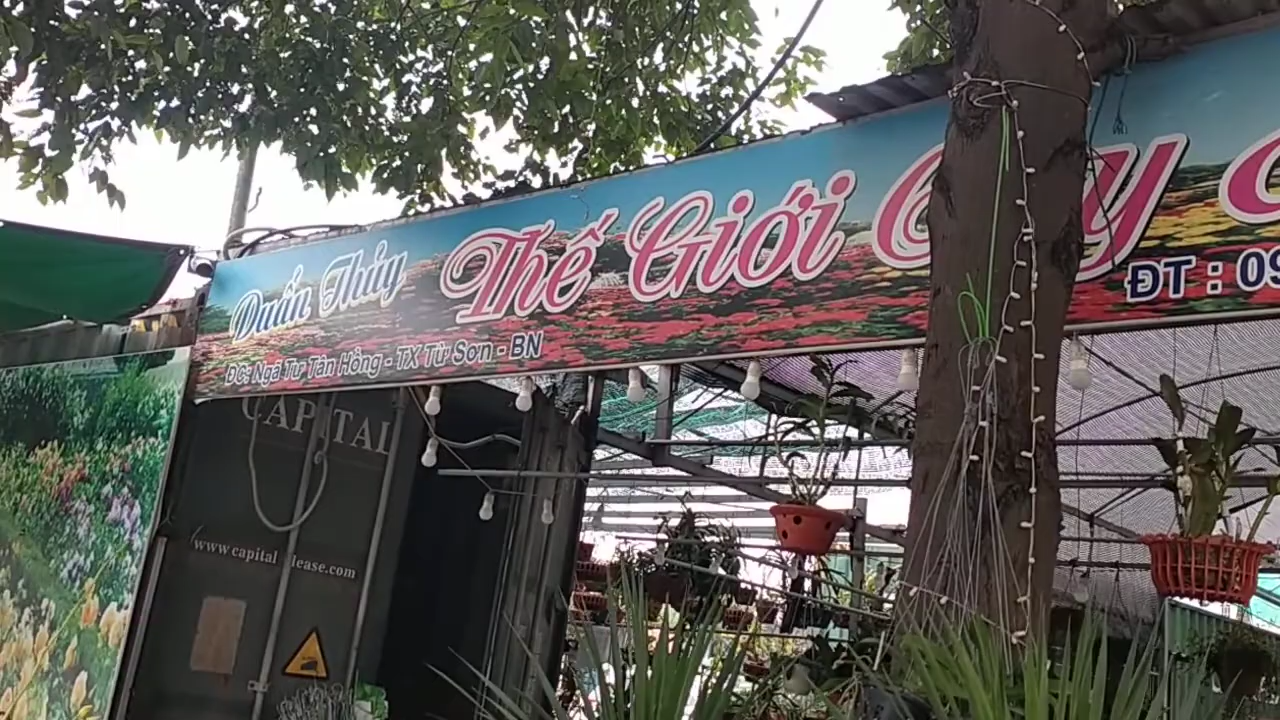 Duẩn Thủy Thế Giới
ĐT : 09
ĐC: Ngã Tư Tân Hồng - TX Từ Sơn - BN
CAPITAL
www.capital lease.com